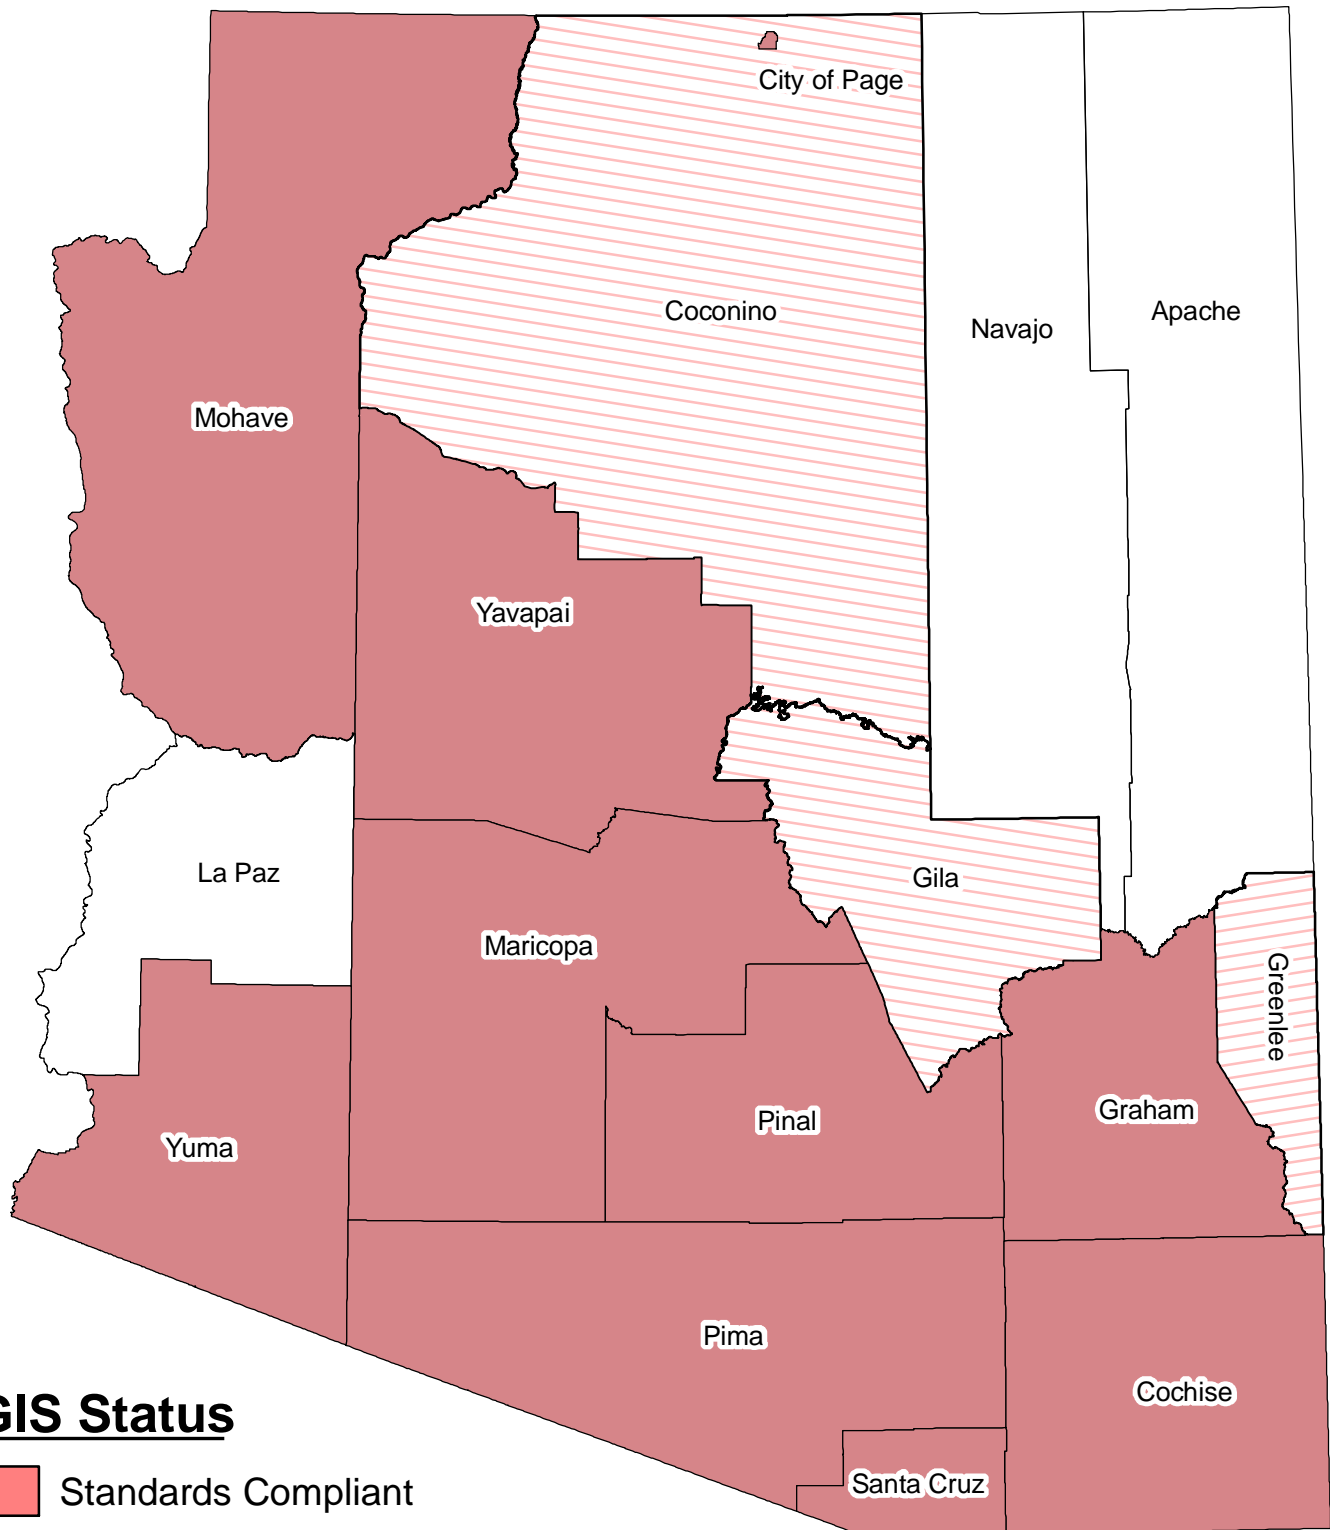 City of Page
Coconino
Navajo
Apache
Mohave
Yavapai
La Paz
Gila
Maricopa
Greenlee
Pinal
Graham
Yuma
Pima
Cochise
GIS Status
Santa Cruz
Standards Compliant